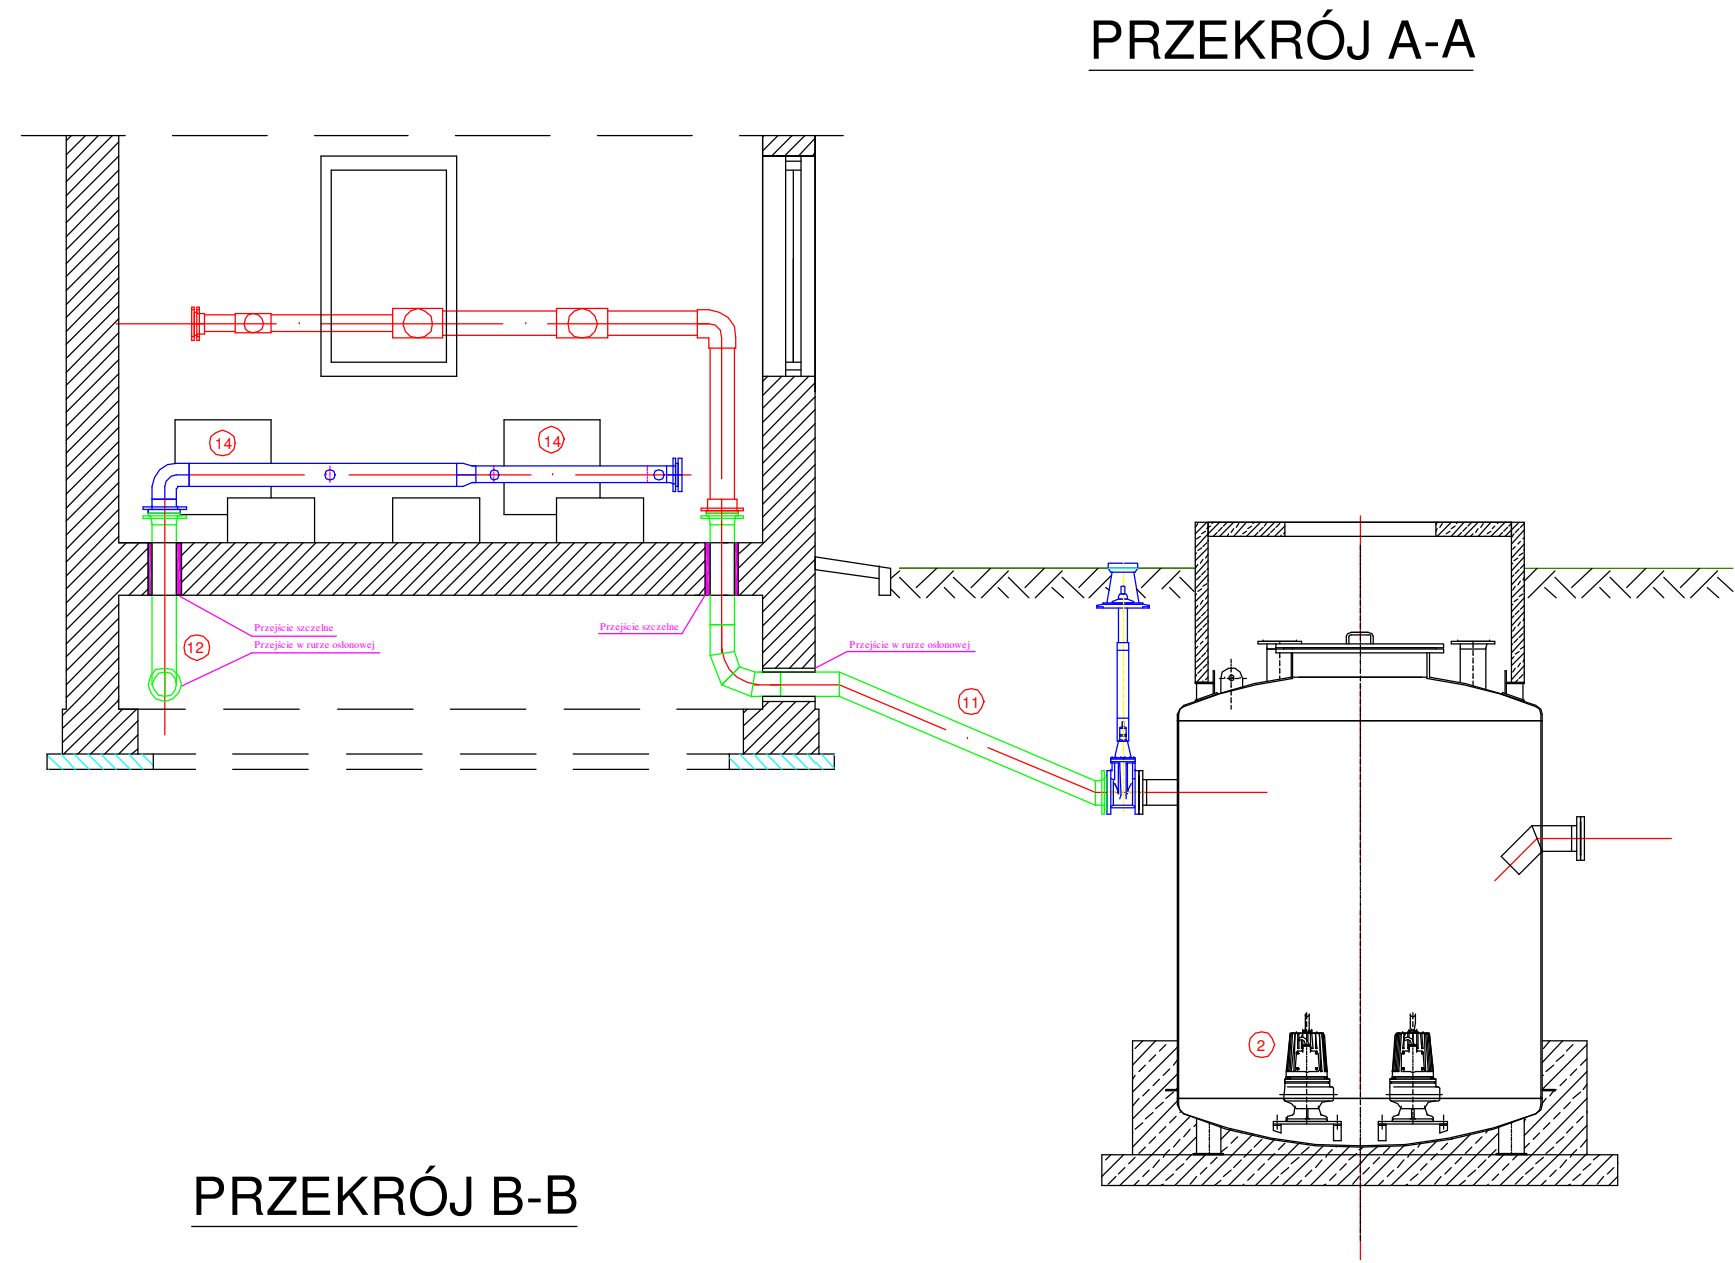 PRZEKRÓJ A-A
14
14
Przejście szczelne
Przejście szczelne
12
Przejście w rurze osłonowej
Przejście w rurze osłonowej
11
2
PRZEKRÓJ B-B